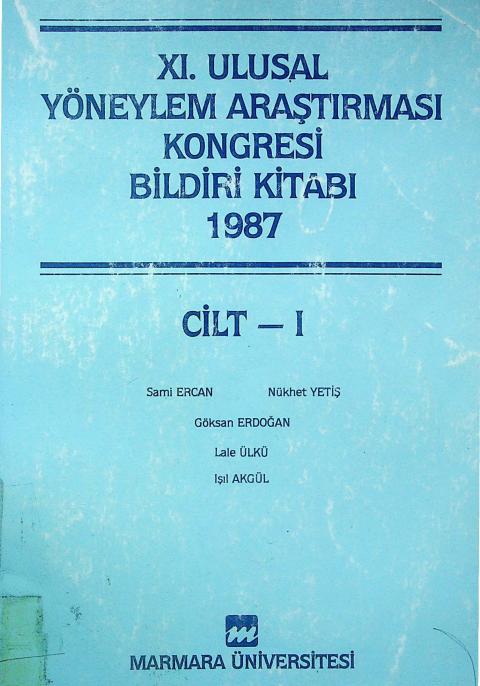 XI. ULUSAL
YÖNEYLEM ARAŞTIRMASI
KONGRESİ
BİLDİRİ KİTABI
1987
CİLT — I
Sami ERCAN Nükhet YETİŞ
Göksan ERDOĞAN
Lale ÜLKÜ
Işıl AKGÜL
m
MARMARA ÜNİVERSİTESİ